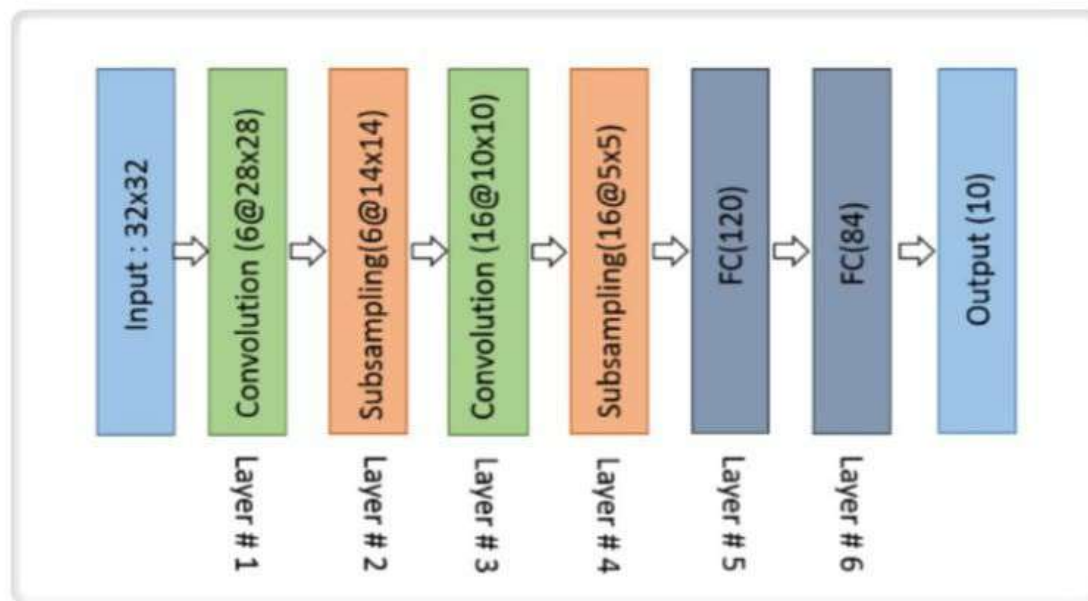 Input : 32x32
Convolution (6@28x28)
Subsampling(6@14x14)
Convolution (16@10x10)
Subsampling(16@5x5)
FC(120)
FC(84)
Output (10)
Layer # 1
Layer # 2
Layer # 3
Layer # 4
Layer # 5
Layer # 6